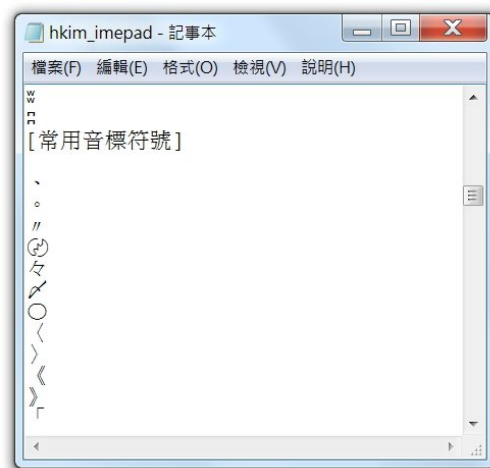 hkim_imepad - 記事本
檔案(F) 編輯(E) 格式(O) 檢視(V) 說明(H)
[常用音標符號]
、
。
〃
〄
々
〆
〇
〈
〉
《
》
「